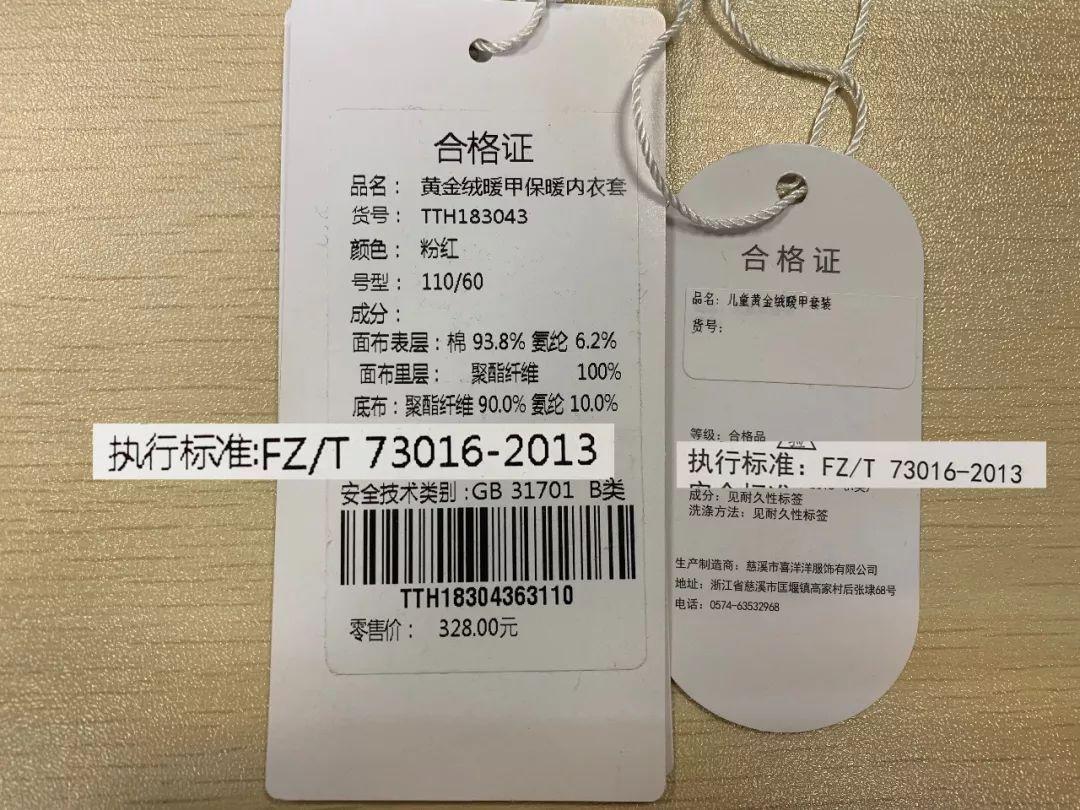 合格证
品名： 黄金绒暖甲保暖内衣套
货号： TTH183043
颜色： 粉红
号型： 110/60
成分：
面布表层：棉 93.8% 氨纶 6.2%
面布里层： 聚酯纤维 100%
底布：聚酯纤维 90.0% 氨纶 10.0%
执行标准:FZ/T 73016-2013
安全技术类别 :GB 31701 B类
TTH18304363110
零售价： 328.00元
合格证
品名：儿童黄金绒暖甲套装
货号：
等级：合格品
执行标准：FZ/T 73016-2013
成分：见耐久性标签
洗涤方法：见耐久性标签
生产制造商：慈溪市喜洋洋服饰有限公司
地址：浙江省慈溪市匡堰镇高家村后张埭68号
电话：0574-63532968